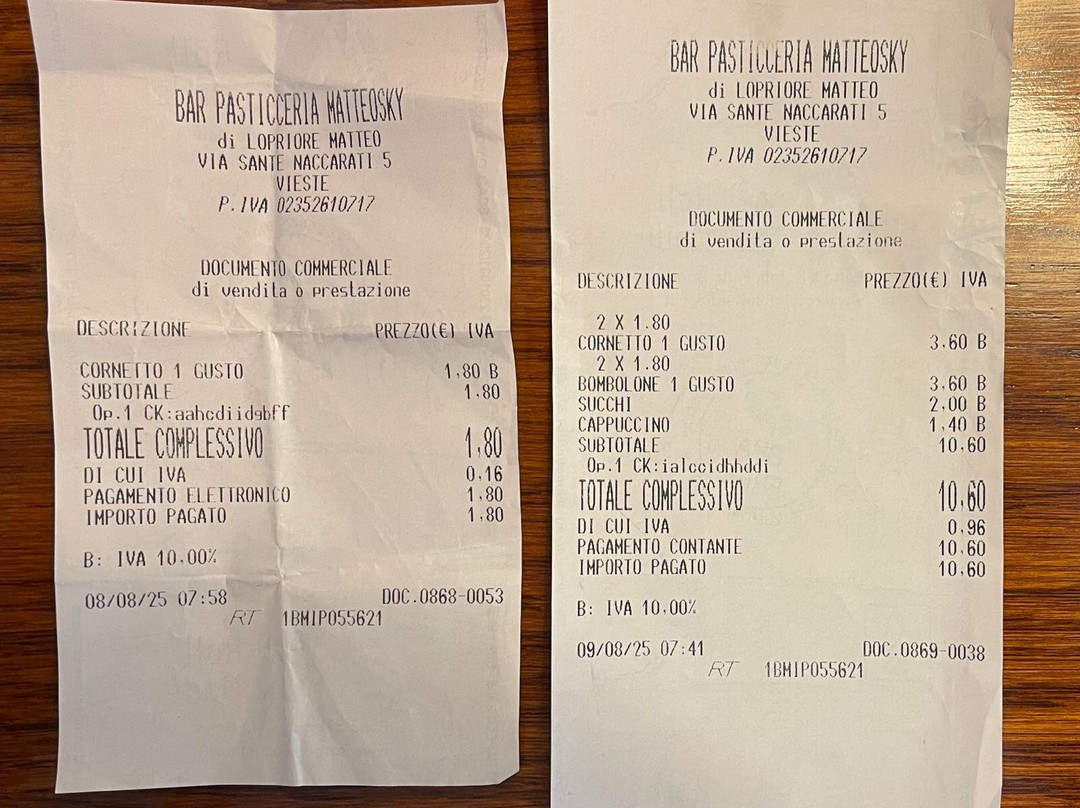 BAR PASTICCERIA MATTEOSKY
di LOPRIORE MATTEO
VIA SANTE NACCARATI 5
VIESTE
P.IVA 02352610717
DOCUMENTO COMMERCIALE
di vendita o prestazione
DESCRIZIONE PREZZO(€) IVA
CORNETTO 1 GUSTO 1,80 B
SUBTOTALE 1,80
Op.1 CK:aahcdiidgbff
TOTALE COMPLESSIVO 1,80
DI CUI IVA 0,16
PAGAMENTO ELETTRONICO 1,80
IMPORTO PAGATO 1,80
B: IVA 10,00%
08/08/25 07:58 DOC.0868-0053
RT 1BMIP055621
BAR PASTICCERIA MATTEOSKY
di LOPRIORE MATTEO
VIA SANTE NACCARATI 5
VIESTE
P.IVA 02352610717
DOCUMENTO COMMERCIALE
di vendita o prestazione
DESCRIZIONE PREZZO(€) IVA
2 X 1.80
CORNETTO 1 GUSTO 3,60 B
2 X 1.80
BOMBOLONE 1 GUSTO 3,60 B
SUCCHI 2,00 B
CAPPUCCINO 1,40 B
SUBTOTALE 10,60
Op.1 CK:ialccidhhddi
TOTALE COMPLESSIVO 10,60
DI CUI IVA 0,96
PAGAMENTO CONTANTE 10,60
IMPORTO PAGATO 10,60
B: IVA 10,00%
09/08/25 07:41 DOC.0869-0038
RT 1BMIP055621